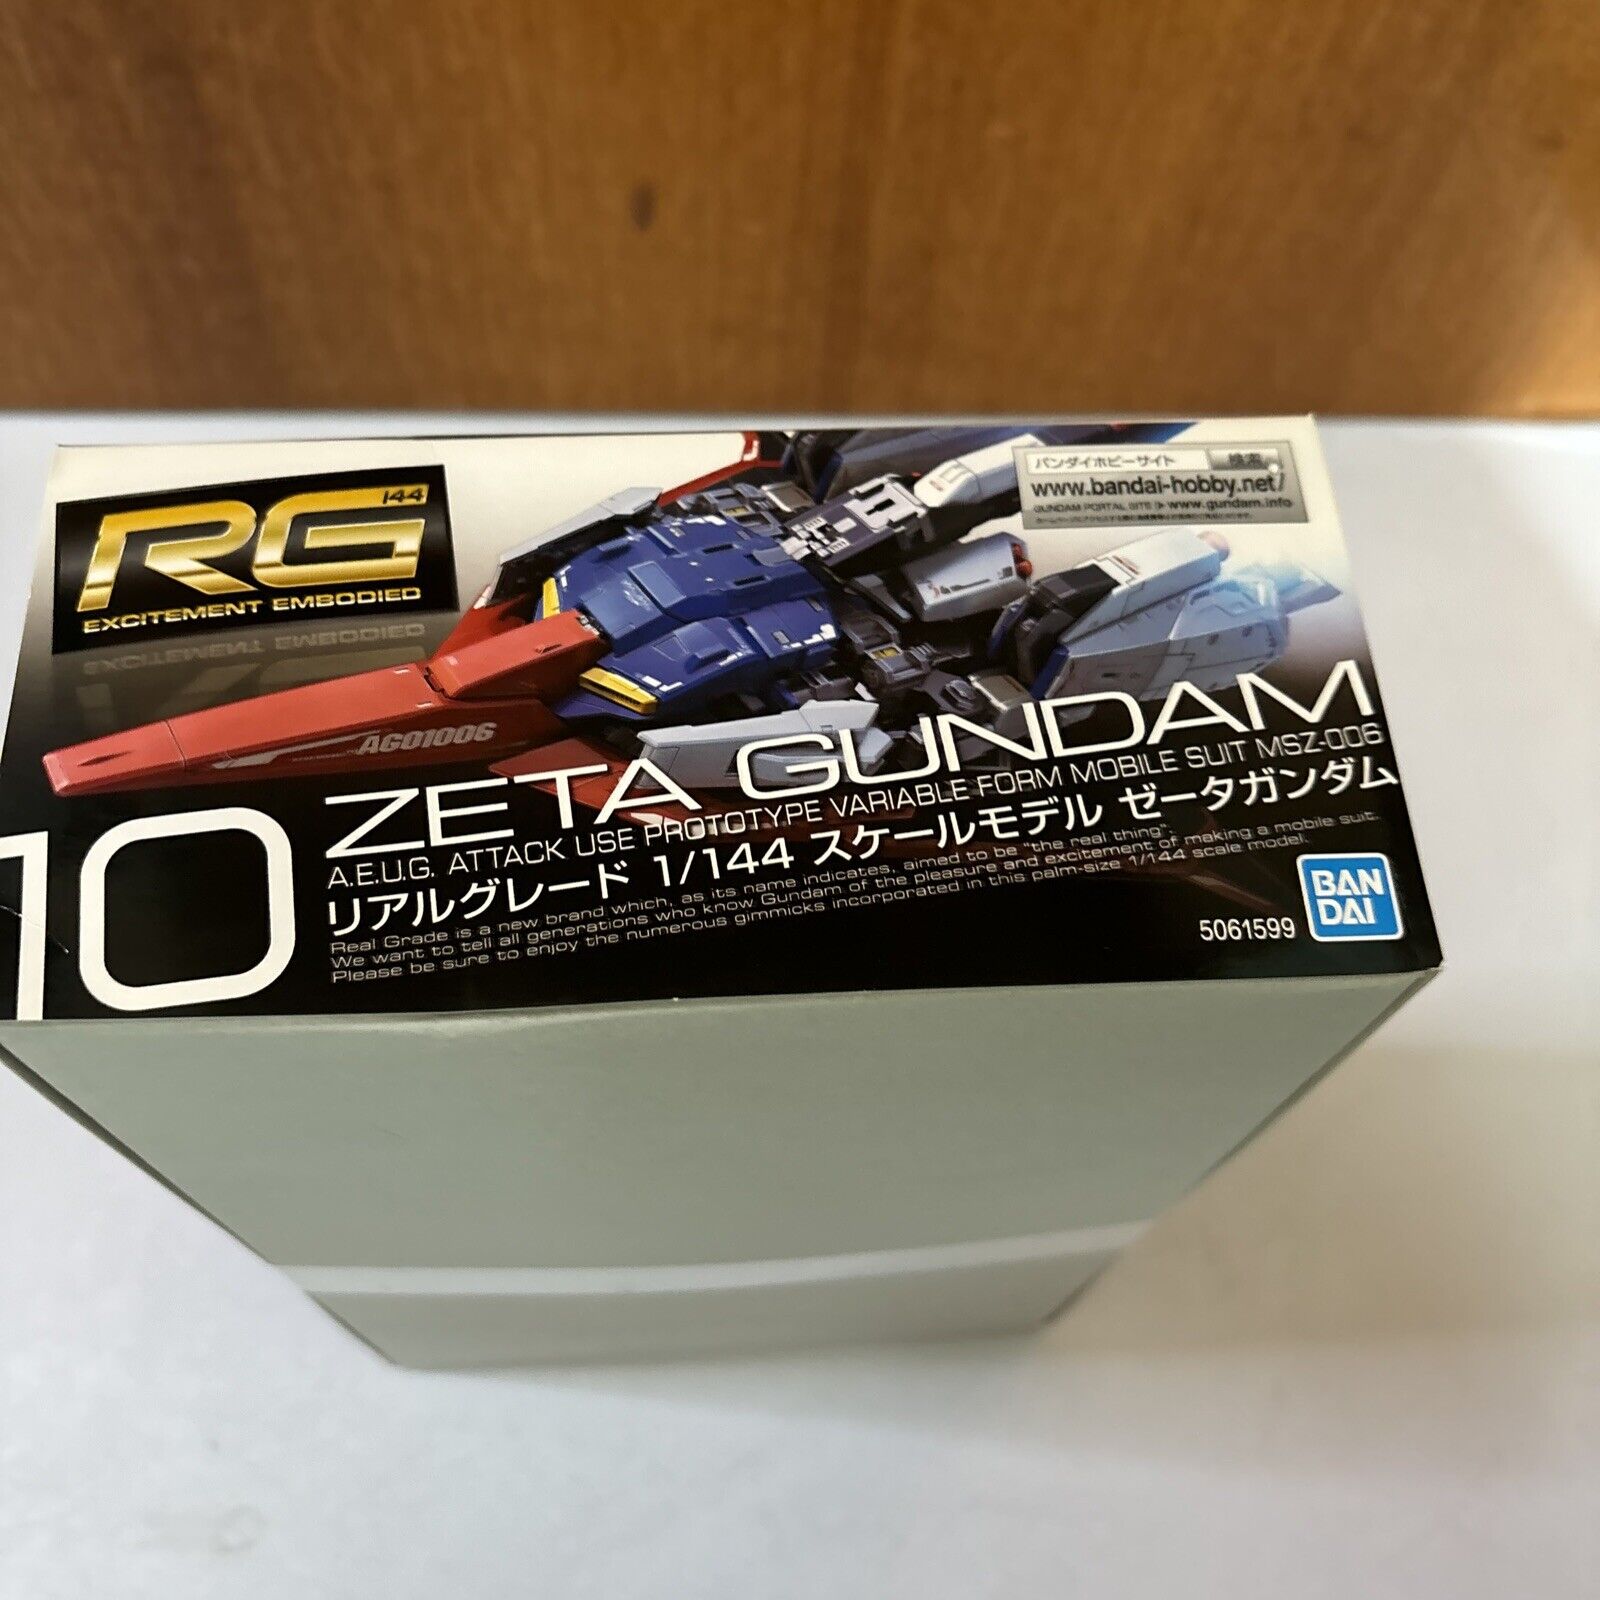 RG
144
EXCITEMENT EMBODIED
バンダイホビーサイト 検索
www.bandai-hobby.net/
GUNDAM PORTAL SITE ▷ www.gundam.info
AGO1006
10
ZETA GUNDAM
A.E.U.G. ATTACK USE PROTOTYPE VARIABLE FORM MOBILE SUIT MSZ-006
リアルグレード 1/144 スケールモデル ゼータガンダム
Real Grade is a new brand which, as its name indicates, aimed to be "the real thing".
We want to tell all generations who know Gundam of the pleasure and excitement of making a mobile suit.
Please be sure to enjoy the numerous gimmicks incorporated in this palm-size 1/144 scale model.
5061599
BAN
DAI